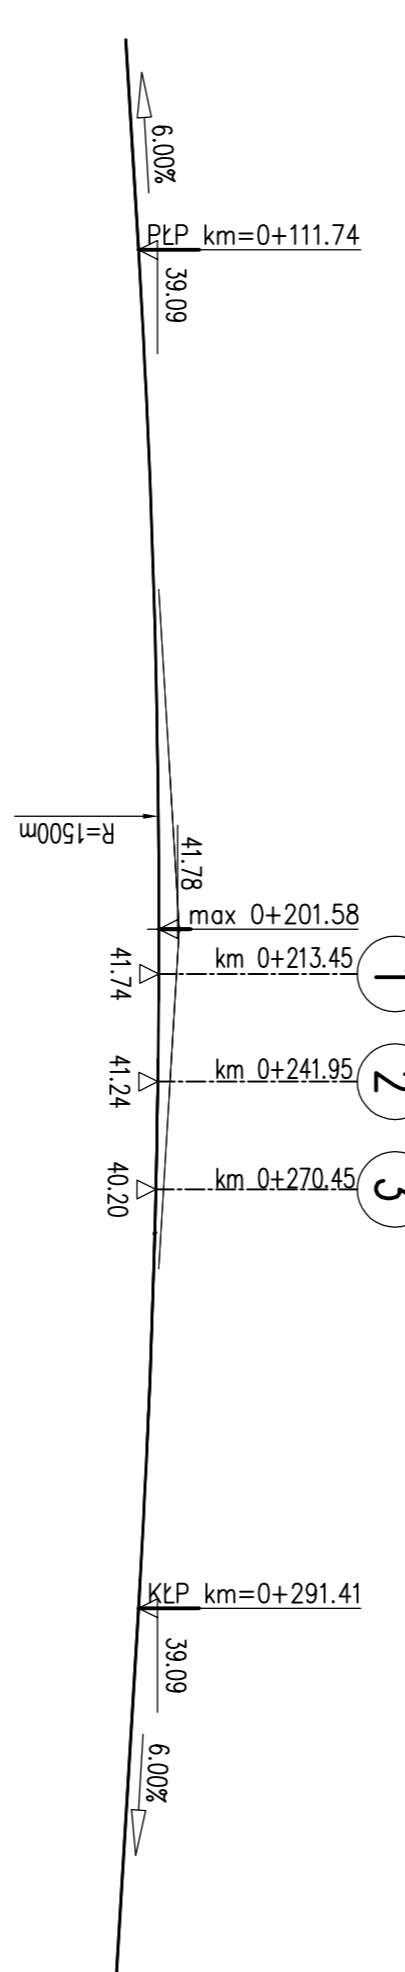 6.00%
PŁP km=0+111.74
39.09
R=1500m
41.78
max 0+201.58
41.74
km 0+213.45
1
41.24
km 0+241.95
2
40.20
km 0+270.45
3
KŁP km=0+291.41
39.09
6.00%